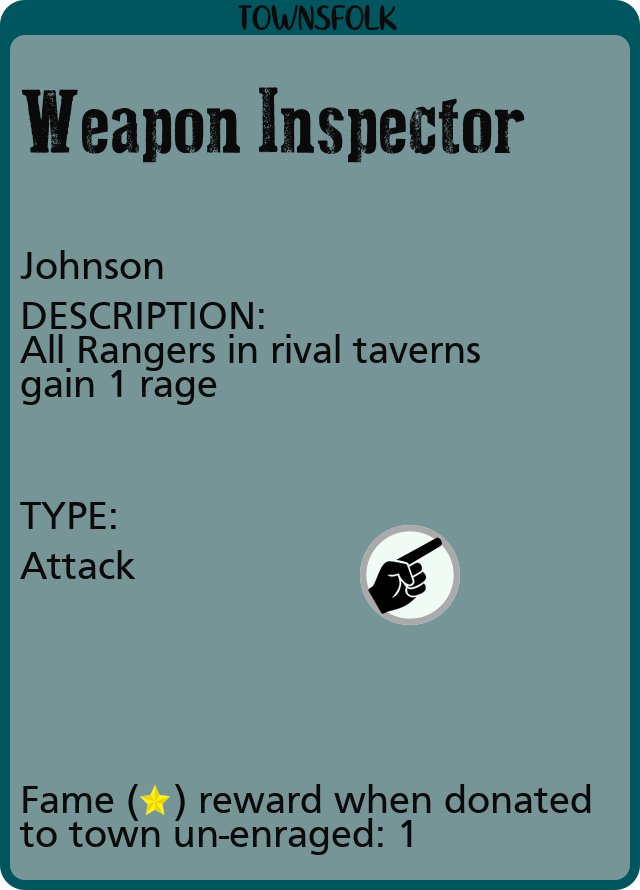 TOWNSFOLK
Weapon Inspector
Johnson
DESCRIPTION:
All Rangers in rival taverns
gain 1 rage
TYPE:
Attack
Fame (⭐) reward when donated
to town un-enraged: 1